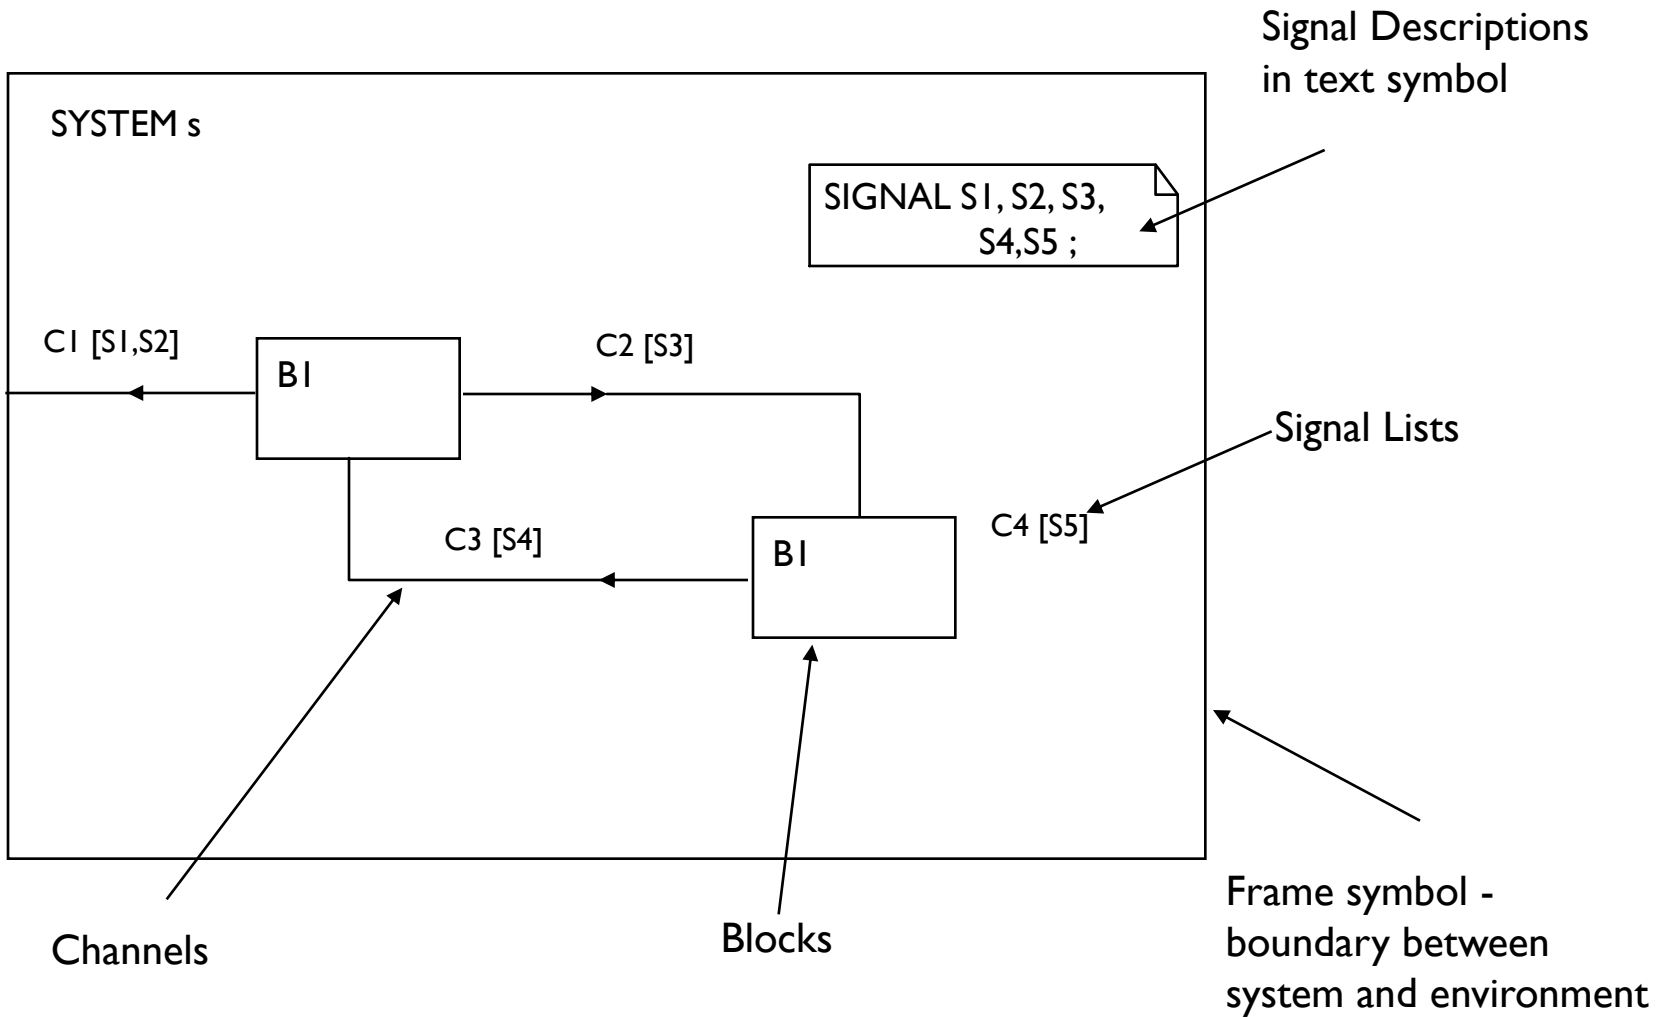 Signal Descriptions
in text symbol
SYSTEM s
SIGNAL S1, S2, S3,
S4,S5 ;
C1 [S1,S2]
B1
C2 [S3]
Signal Lists
C3 [S4]
B1
C4 [S5]
Channels
Blocks
Frame symbol -
boundary between
system and environment